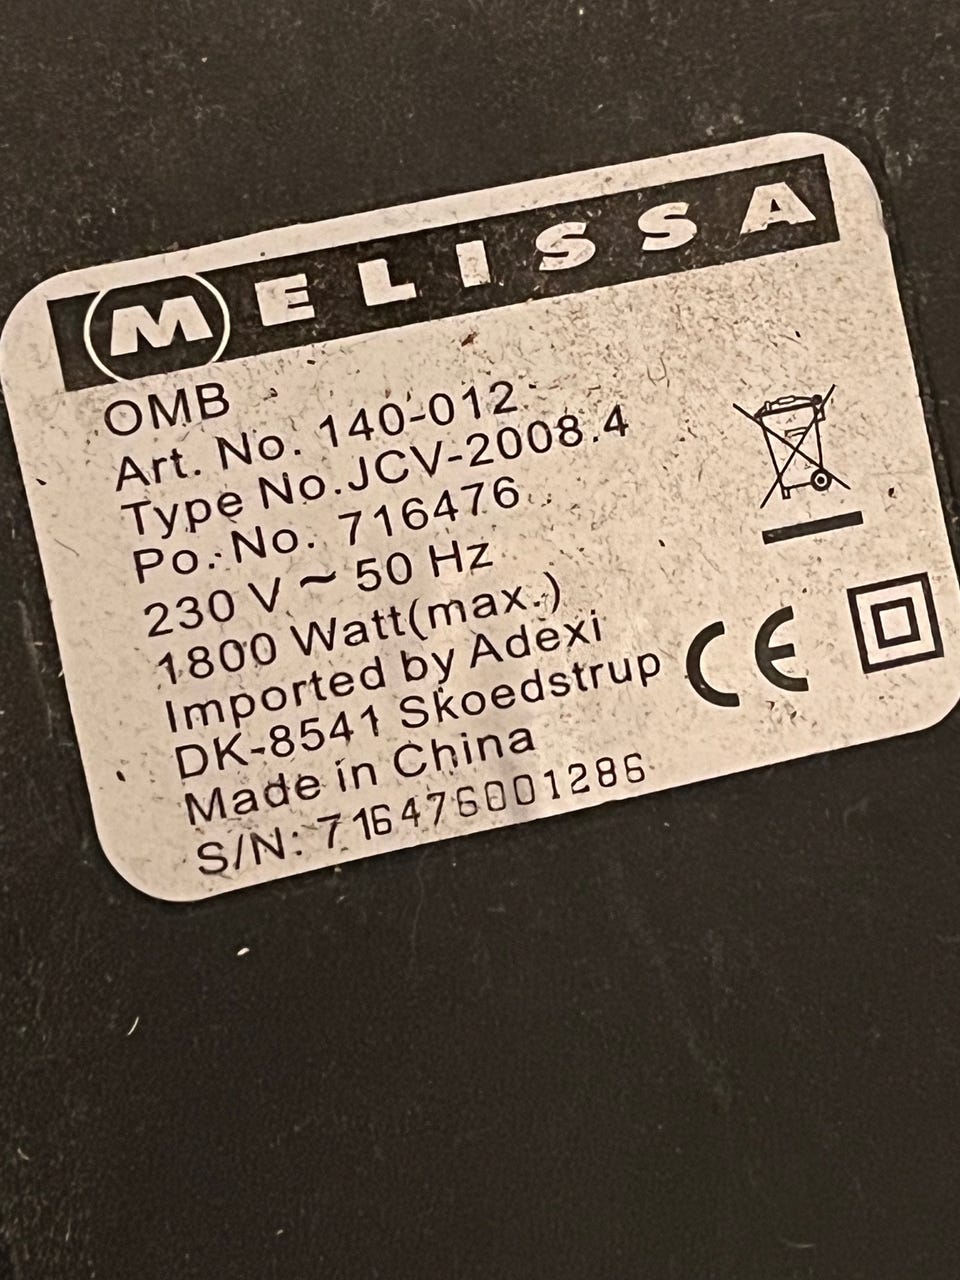 MELISSA
OMB
Art. No. 140-012
Type No.JCV-2008.4
Po. No. 716476
230 V ~ 50 Hz
1800 Watt(max.)
Imported by Adexi
DK-8541 Skoedstrup
Made in China
S/N: 716476001286
CE